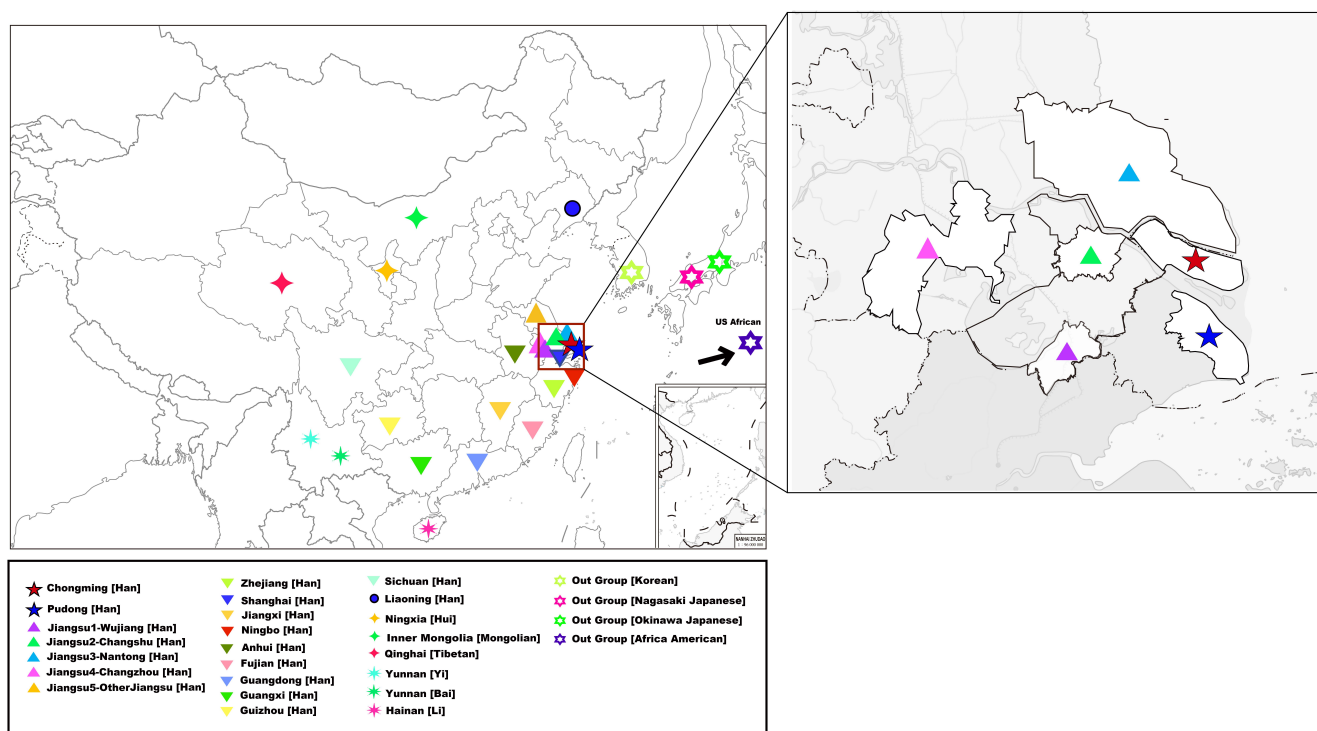 US African
NANHAI ZHUDAO
Chongming [Han]
Pudong [Han]
Jiangsu1-Wujiang [Han]
Jiangsu2-Changshu [Han]
Jiangsu3-Nantong [Han]
Jiangsu4-Changzhou [Han]
Jiangsu5-OtherJiangsu [Han]
Zhejiang [Han]
Shanghai [Han]
Jiangxi [Han]
Ningbo [Han]
Anhui [Han]
Fujian [Han]
Guangdong [Han]
Guangxi [Han]
Guizhou [Han]
Sichuan [Han]
Liaoning [Han]
Ningxia [Hui]
Inner Mongolia [Mongolian]
Qinghai [Tibetan]
Yunnan [Yi]
Yunnan [Bai]
Hainan [Li]
Out Group [Korean]
Out Group [Nagasaki Japanese]
Out Group [Okinawa Japanese]
Out Group [Africa American]